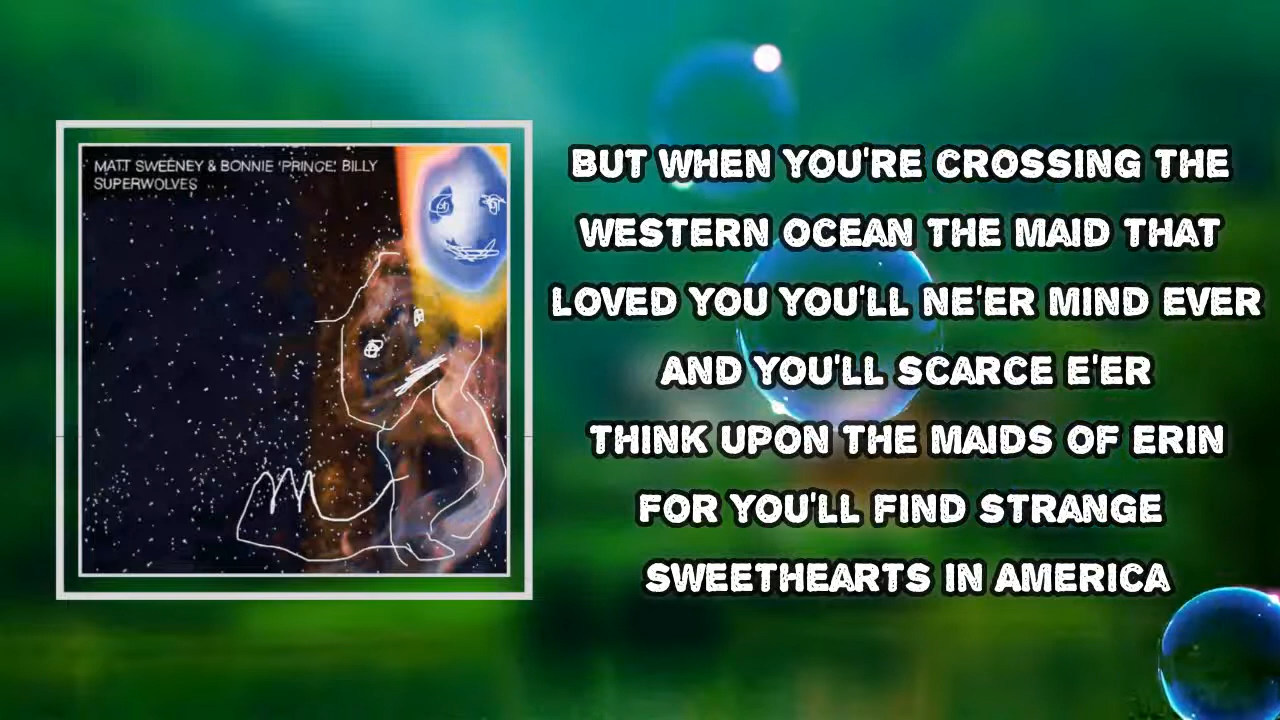 MATT SWEENEY & BONNIE 'PRINCE' BILLY
SUPERWOLVES
BUT WHEN YOU'RE CROSSING THE
WESTERN OCEAN THE MAID THAT
LOVED YOU YOU'LL NE'ER MIND EVER
AND YOU'LL SCARCE E'ER
THINK UPON THE MAIDS OF ERIN
FOR YOU'LL FIND STRANGE
SWEETHEARTS IN AMERICA